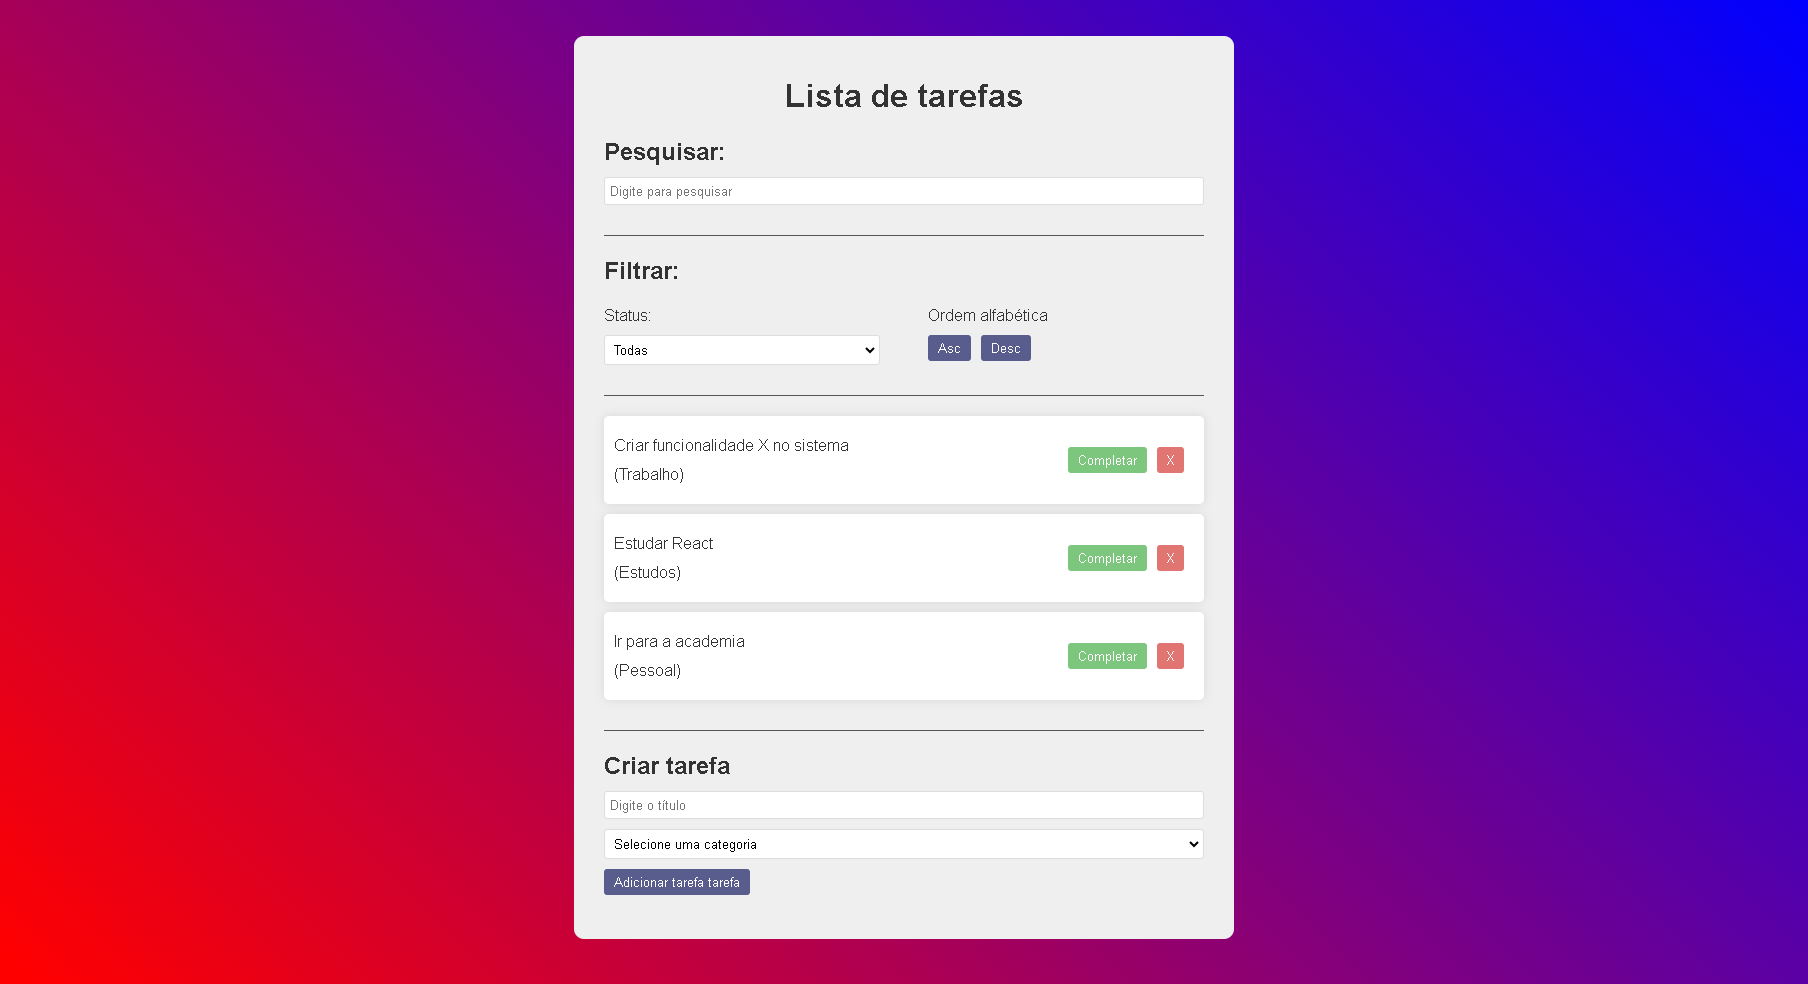 Lista de tarefas
Pesquisar:
Digite para pesquisar
Filtrar:
Status:
Todas
Ordem alfabética
Asc Desc
Criar funcionalidade X no sistema
(Trabalho)
Completar X
Estudar React
(Estudos)
Completar X
Ir para a academia
(Pessoal)
Completar X
Criar tarefa
Digite o título
Selecione uma categoria
Adicionar tarefa tarefa